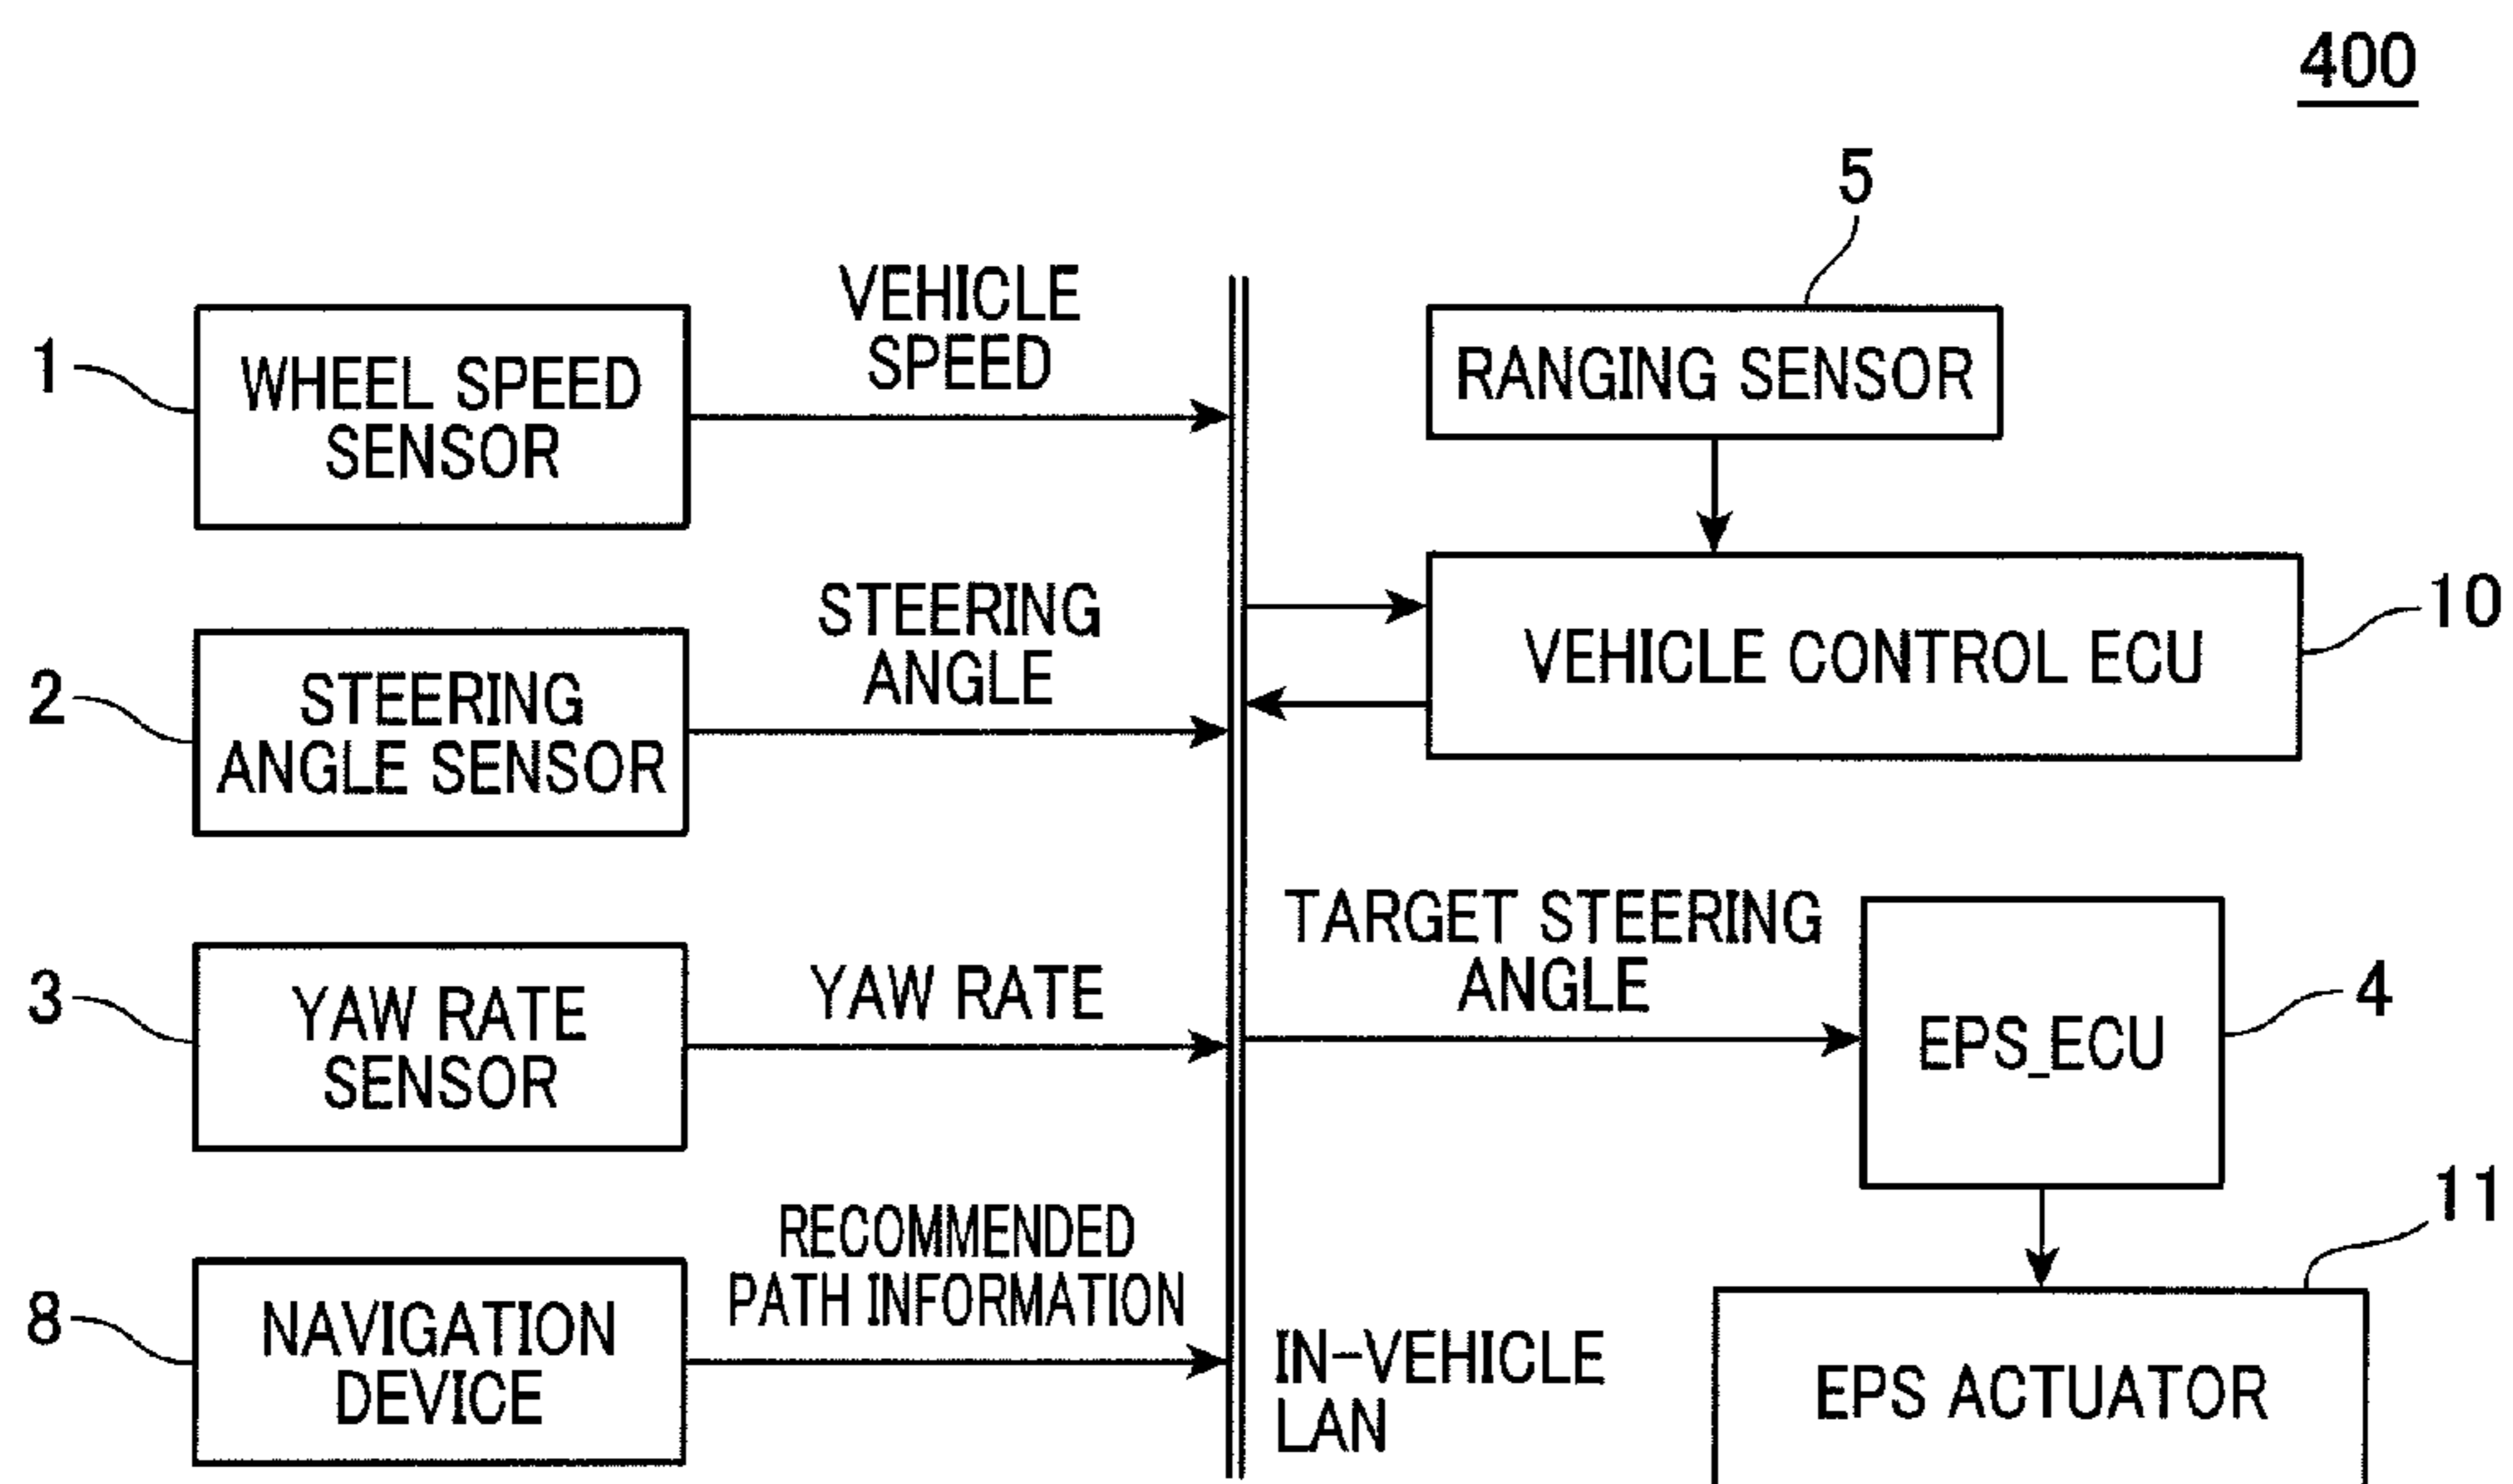 400
5
1
WHEEL SPEED
SENSOR
VEHICLE
SPEED
RANGING SENSOR
2
STEERING
ANGLE SENSOR
STEERING
ANGLE
VEHICLE CONTROL ECU
10
3
YAW RATE
SENSOR
YAW RATE
TARGET STEERING
ANGLE
EPS_ECU
4
8
NAVIGATION
DEVICE
RECOMMENDED
PATH INFORMATION
IN-VEHICLE
LAN
11
EPS ACTUATOR